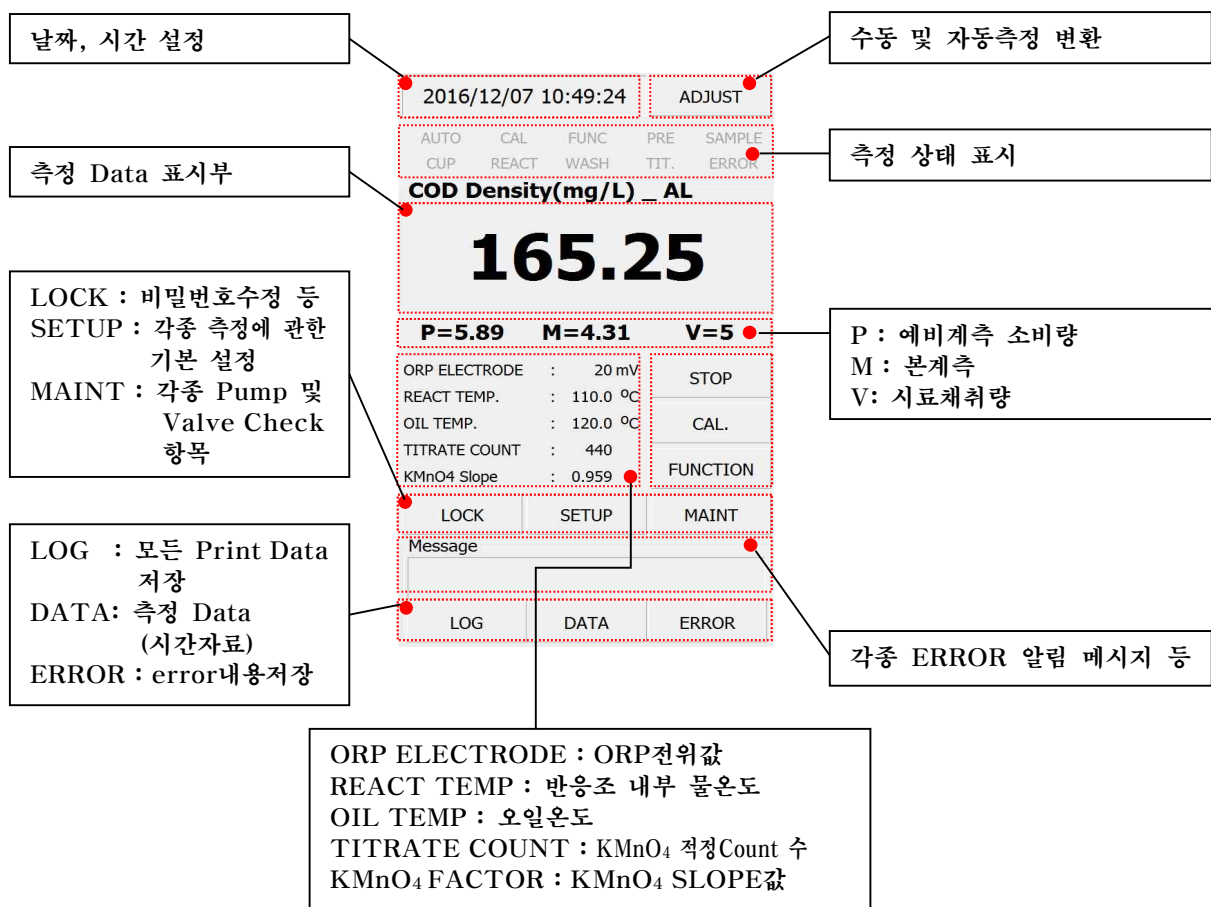 날짜, 시간 설정
수동 및 자동측정 변환
2016/12/07 10:49:24
ADJUST
AUTO CAL FUNC PRE SAMPLE
CUP REACT WASH TIT. ERROR
측정 Data 표시부
측정 상태 표시
COD Density(mg/L) _ AL
165.25
LOCK : 비밀번호수정 등
SETUP : 각종 측정에 관한
기본 설정
MAINT : 각종 Pump 및
Valve Check
항목
P=5.89 M=4.31 V=5
P : 예비계측 소비량
M : 본계측
V: 시료채취량
ORP ELECTRODE : 20 mV
REACT TEMP. : 110.0 ⁰C
OIL TEMP. : 120.0 ⁰C
TITRATE COUNT : 440
KMnO4 Slope : 0.959
STOP
CAL.
FUNCTION
LOCK SETUP MAINT
Message
LOG DATA ERROR
LOG : 모든 Print Data
저장
DATA: 측정 Data
(시간자료)
ERROR : error내용저장
각종 ERROR 알림 메시지 등
ORP ELECTRODE : ORP전위값
REACT TEMP : 반응조 내부 물온도
OIL TEMP : 오일온도
TITRATE COUNT : KMnO₄ 적정Count 수
KMnO₄ FACTOR : KMnO₄ SLOPE값